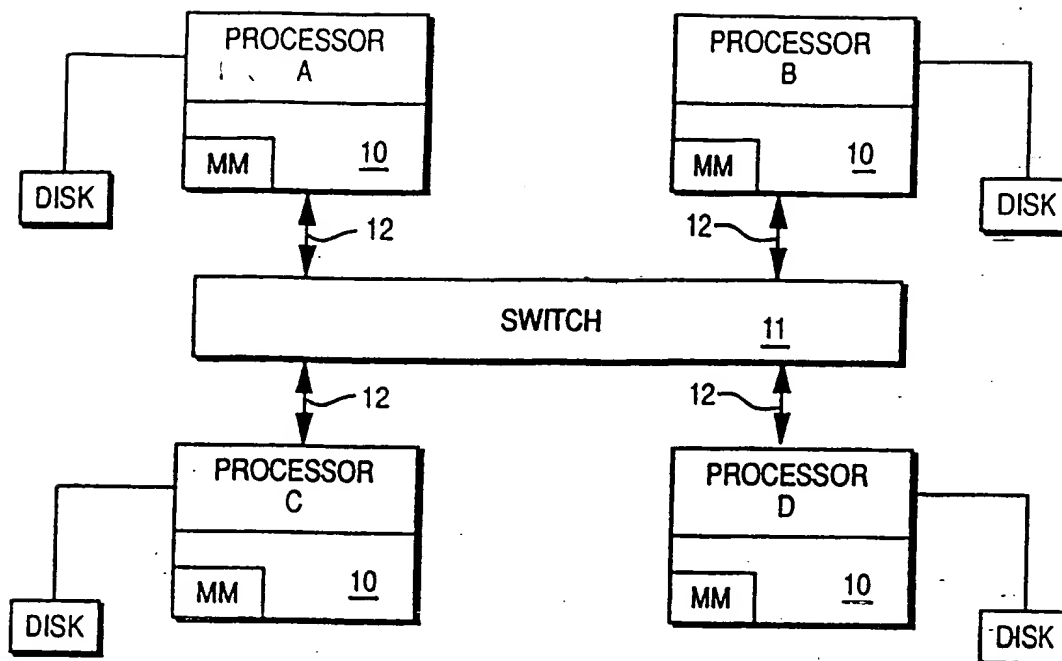 PROCESSOR
A
MM
10
DISK
PROCESSOR
B
MM
10
DISK
12
12
SWITCH
11
12
12
PROCESSOR
C
MM
10
DISK
PROCESSOR
D
MM
10
DISK